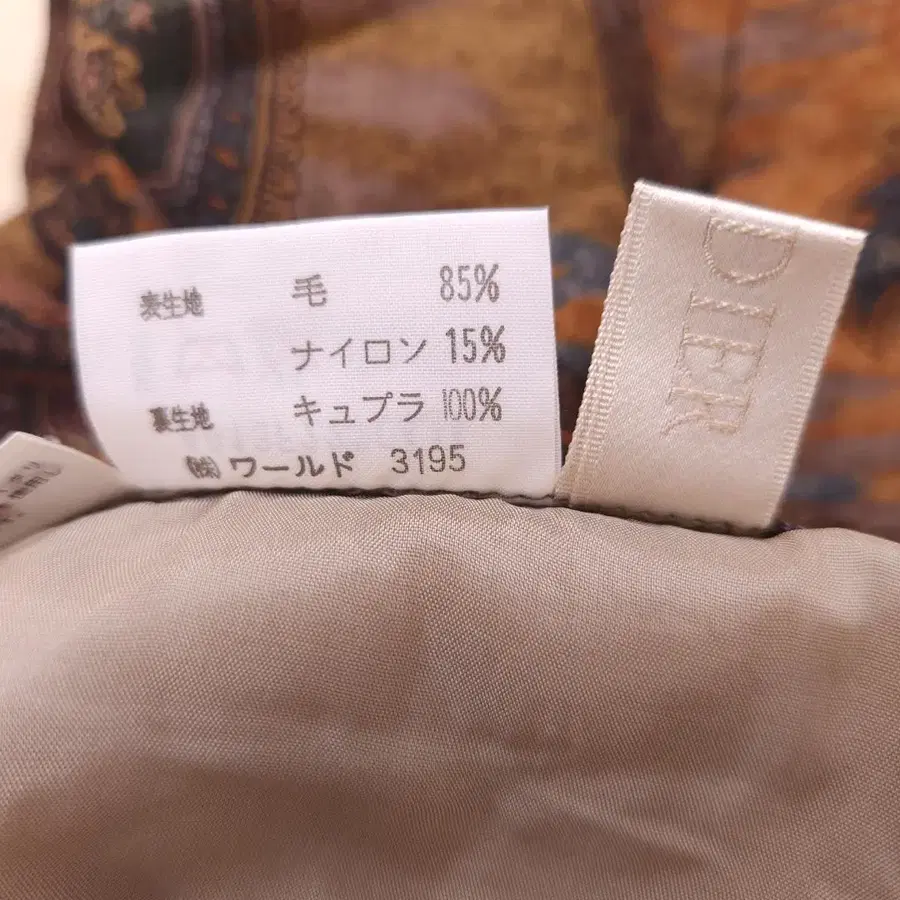 表生地 毛 85%
ナイロン 15%
裏生地 キュプラ 100%
㈱ワールド 3195
DIER